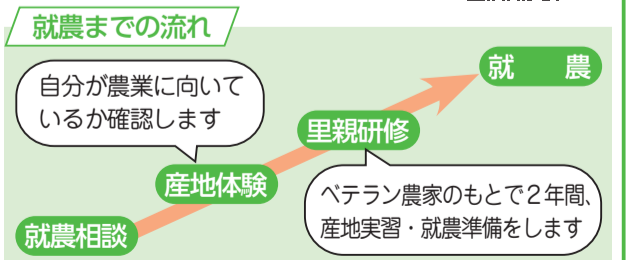 就農までの流れ
就　農
自分が農業に向いて
いるか確認します
里親研修
産地体験
ベテラン農家のもとで２年間、
産地実習・就農準備をします
就農相談